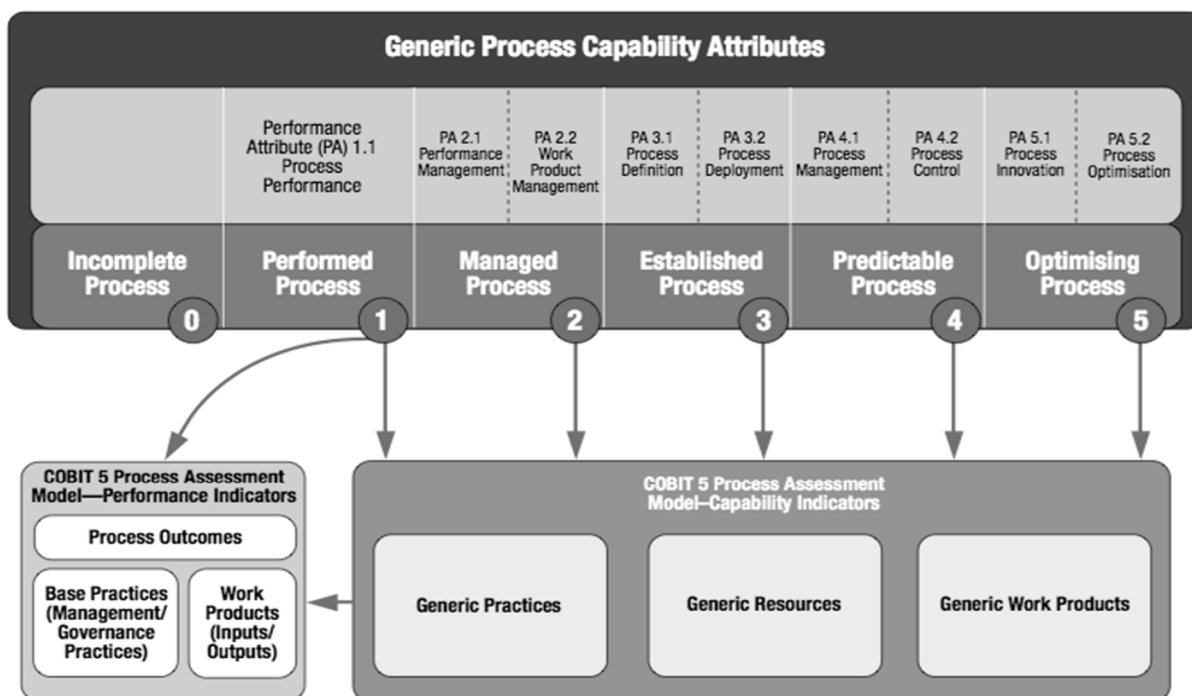 Generic Process Capability Attributes
Performance
Attribute (PA) 1.1
Process
Performance
PA 2.1
Performance
Management
PA 2.2
Work
Product
Management
PA 3.1
Process
Definition
PA 3.2
Process
Deployment
PA 4.1
Process
Management
PA 4.2
Process
Control
PA 5.1
Process
Innovation
PA 5.2
Process
Optimisation
Incomplete
Process
0
Performed
Process
1
Managed
Process
2
Established
Process
3
Predictable
Process
4
Optimising
Process
5
COBIT 5 Process Assessment
Model—Performance Indicators
Process Outcomes
Base Practices
(Management/
Governance
Practices)
Work
Products
(Inputs/
Outputs)
COBIT 5 Process Assessment
Model–Capability Indicators
Generic Practices
Generic Resources
Generic Work Products